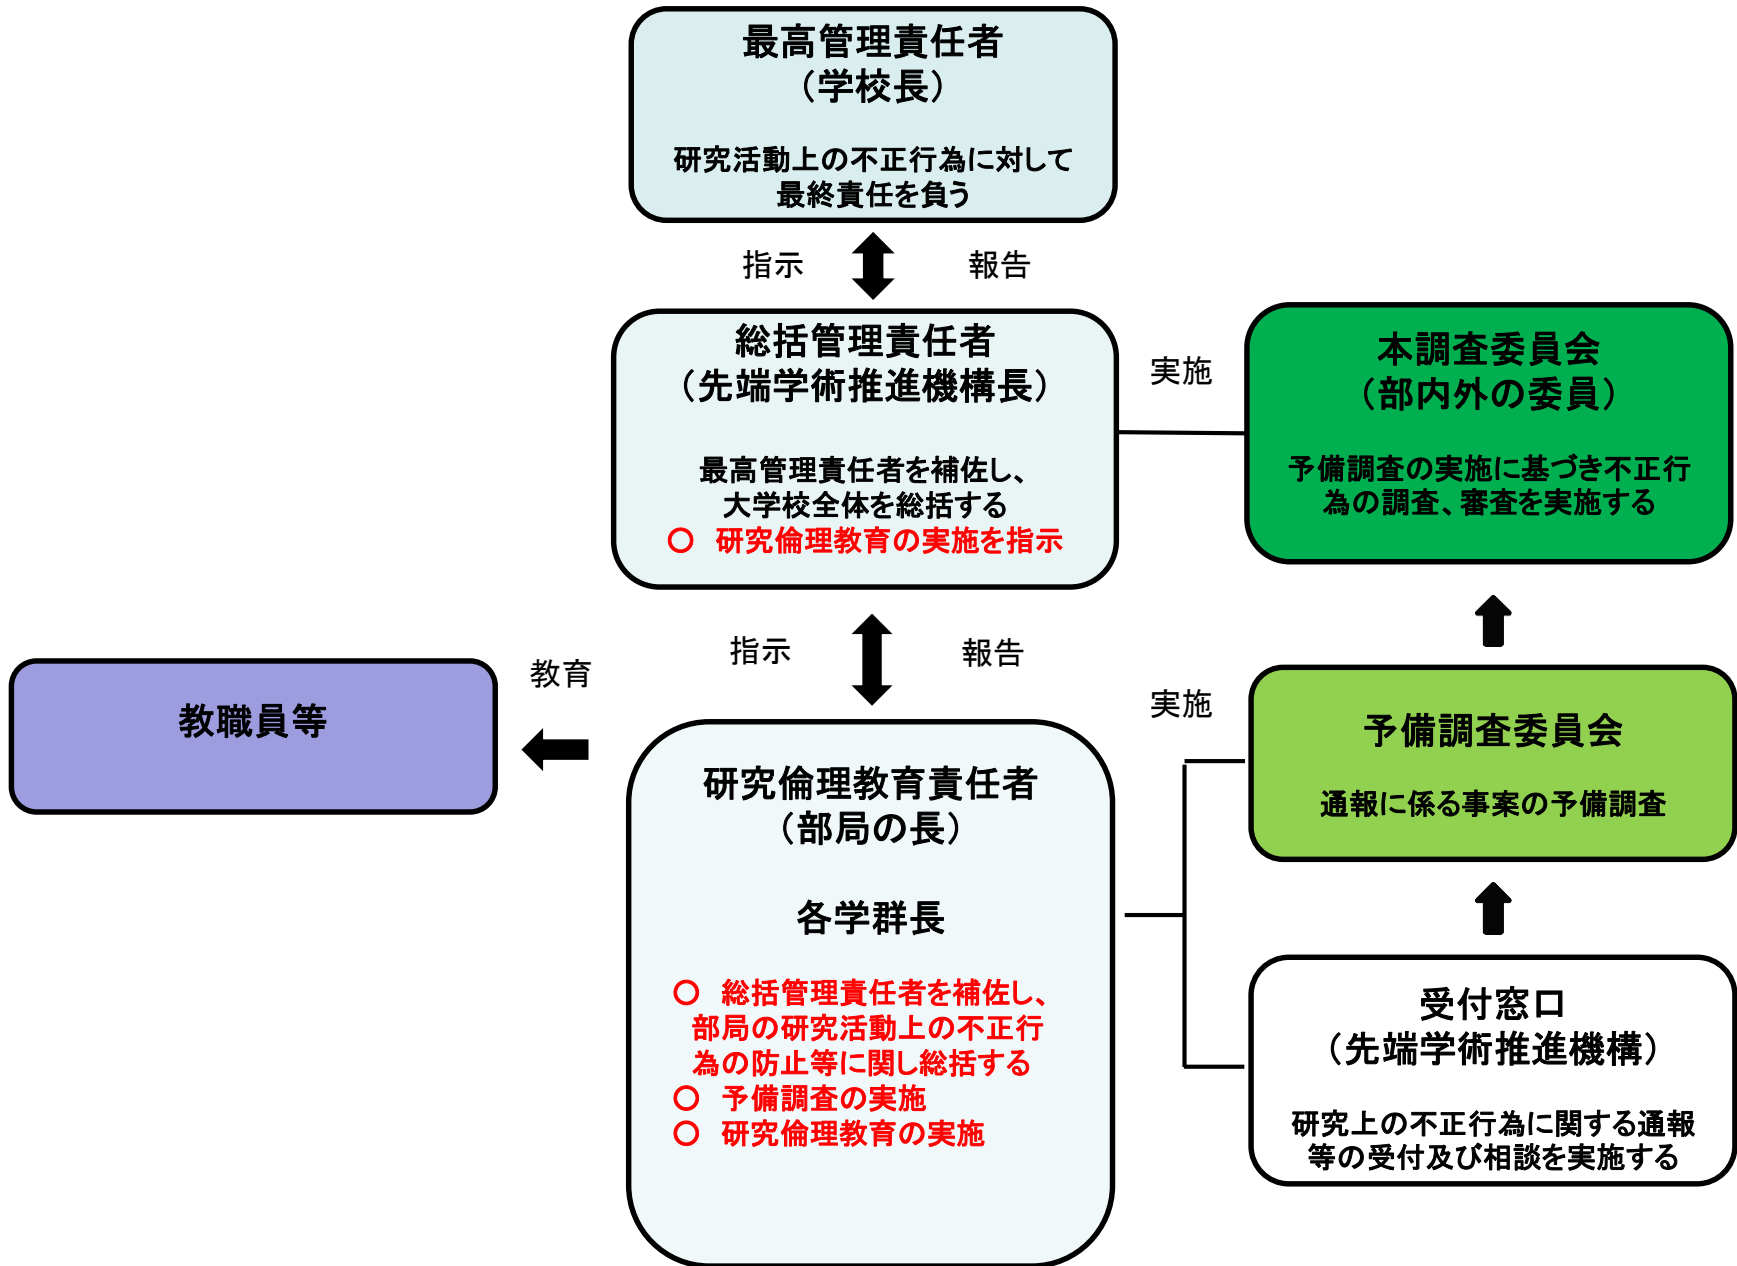 最高管理責任者
（学校長）
研究活動上の不正行為に対して
最終責任を負う
指示
報告
総括管理責任者
（先端学術推進機構長）
最高管理責任者を補佐し、
大学校全体を総括する
○ 研究倫理教育の実施を指示
実施
本調査委員会
（部内外の委員）
予備調査の実施に基づき不正行
為の調査、審査を実施する
指示
報告
教育
教職員等
研究倫理教育責任者
（部局の長）
各学群長
○ 総括管理責任者を補佐し、
部局の研究活動上の不正行
為の防止等に関し総括する
○ 予備調査の実施
○ 研究倫理教育の実施
実施
予備調査委員会
通報に係る事案の予備調査
受付窓口
（先端学術推進機構）
研究上の不正行為に関する通報
等の受付及び相談を実施する